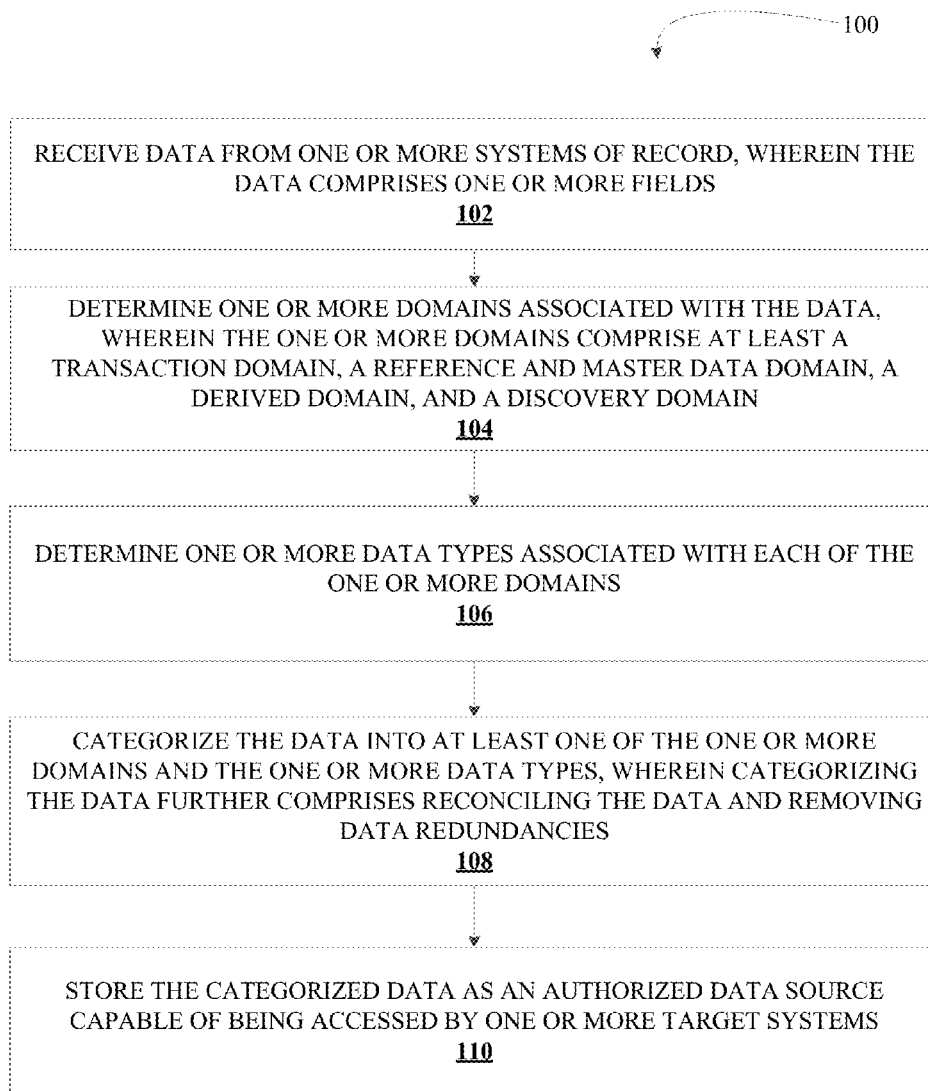 100
RECEIVE DATA FROM ONE OR MORE SYSTEMS OF RECORD, WHEREIN THE
DATA COMPRISES ONE OR MORE FIELDS
102
DETERMINE ONE OR MORE DOMAINS ASSOCIATED WITH THE DATA,
WHEREIN THE ONE OR MORE DOMAINS COMPRISE AT LEAST A
TRANSACTION DOMAIN, A REFERENCE AND MASTER DATA DOMAIN, A
DERIVED DOMAIN, AND A DISCOVERY DOMAIN
104
DETERMINE ONE OR MORE DATA TYPES ASSOCIATED WITH EACH OF THE
ONE OR MORE DOMAINS
106
CATEGORIZE THE DATA INTO AT LEAST ONE OF THE ONE OR MORE
DOMAINS AND THE ONE OR MORE DATA TYPES, WHEREIN CATEGORIZING
THE DATA FURTHER COMPRISES RECONCILING THE DATA AND REMOVING
DATA REDUNDANCIES
108
STORE THE CATEGORIZED DATA AS AN AUTHORIZED DATA SOURCE
CAPABLE OF BEING ACCESSED BY ONE OR MORE TARGET SYSTEMS
110